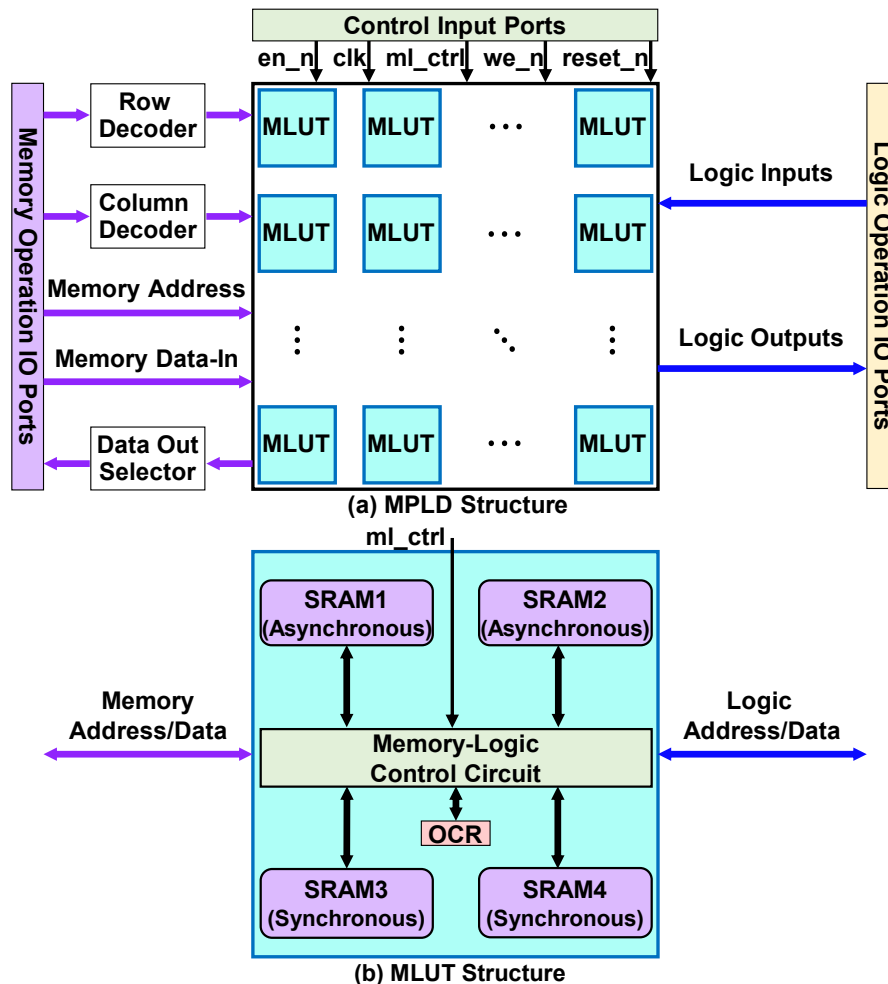 Control Input Ports
en_n clk ml_ctrl we_n reset_n
Memory Operation IO Ports
Row
Decoder
Column
Decoder
Memory Address
Memory Data-In
Data Out
Selector
MLUT MLUT ... MLUT
MLUT MLUT ... MLUT
MLUT MLUT ... MLUT
Logic Inputs
Logic Outputs
Logic Operation IO Ports
(a) MPLD Structure
ml_ctrl
SRAM1
(Asynchronous)
SRAM2
(Asynchronous)
Memory
Address/Data
Memory-Logic
Control Circuit
Logic
Address/Data
OCR
SRAM3
(Synchronous)
SRAM4
(Synchronous)
(b) MLUT Structure